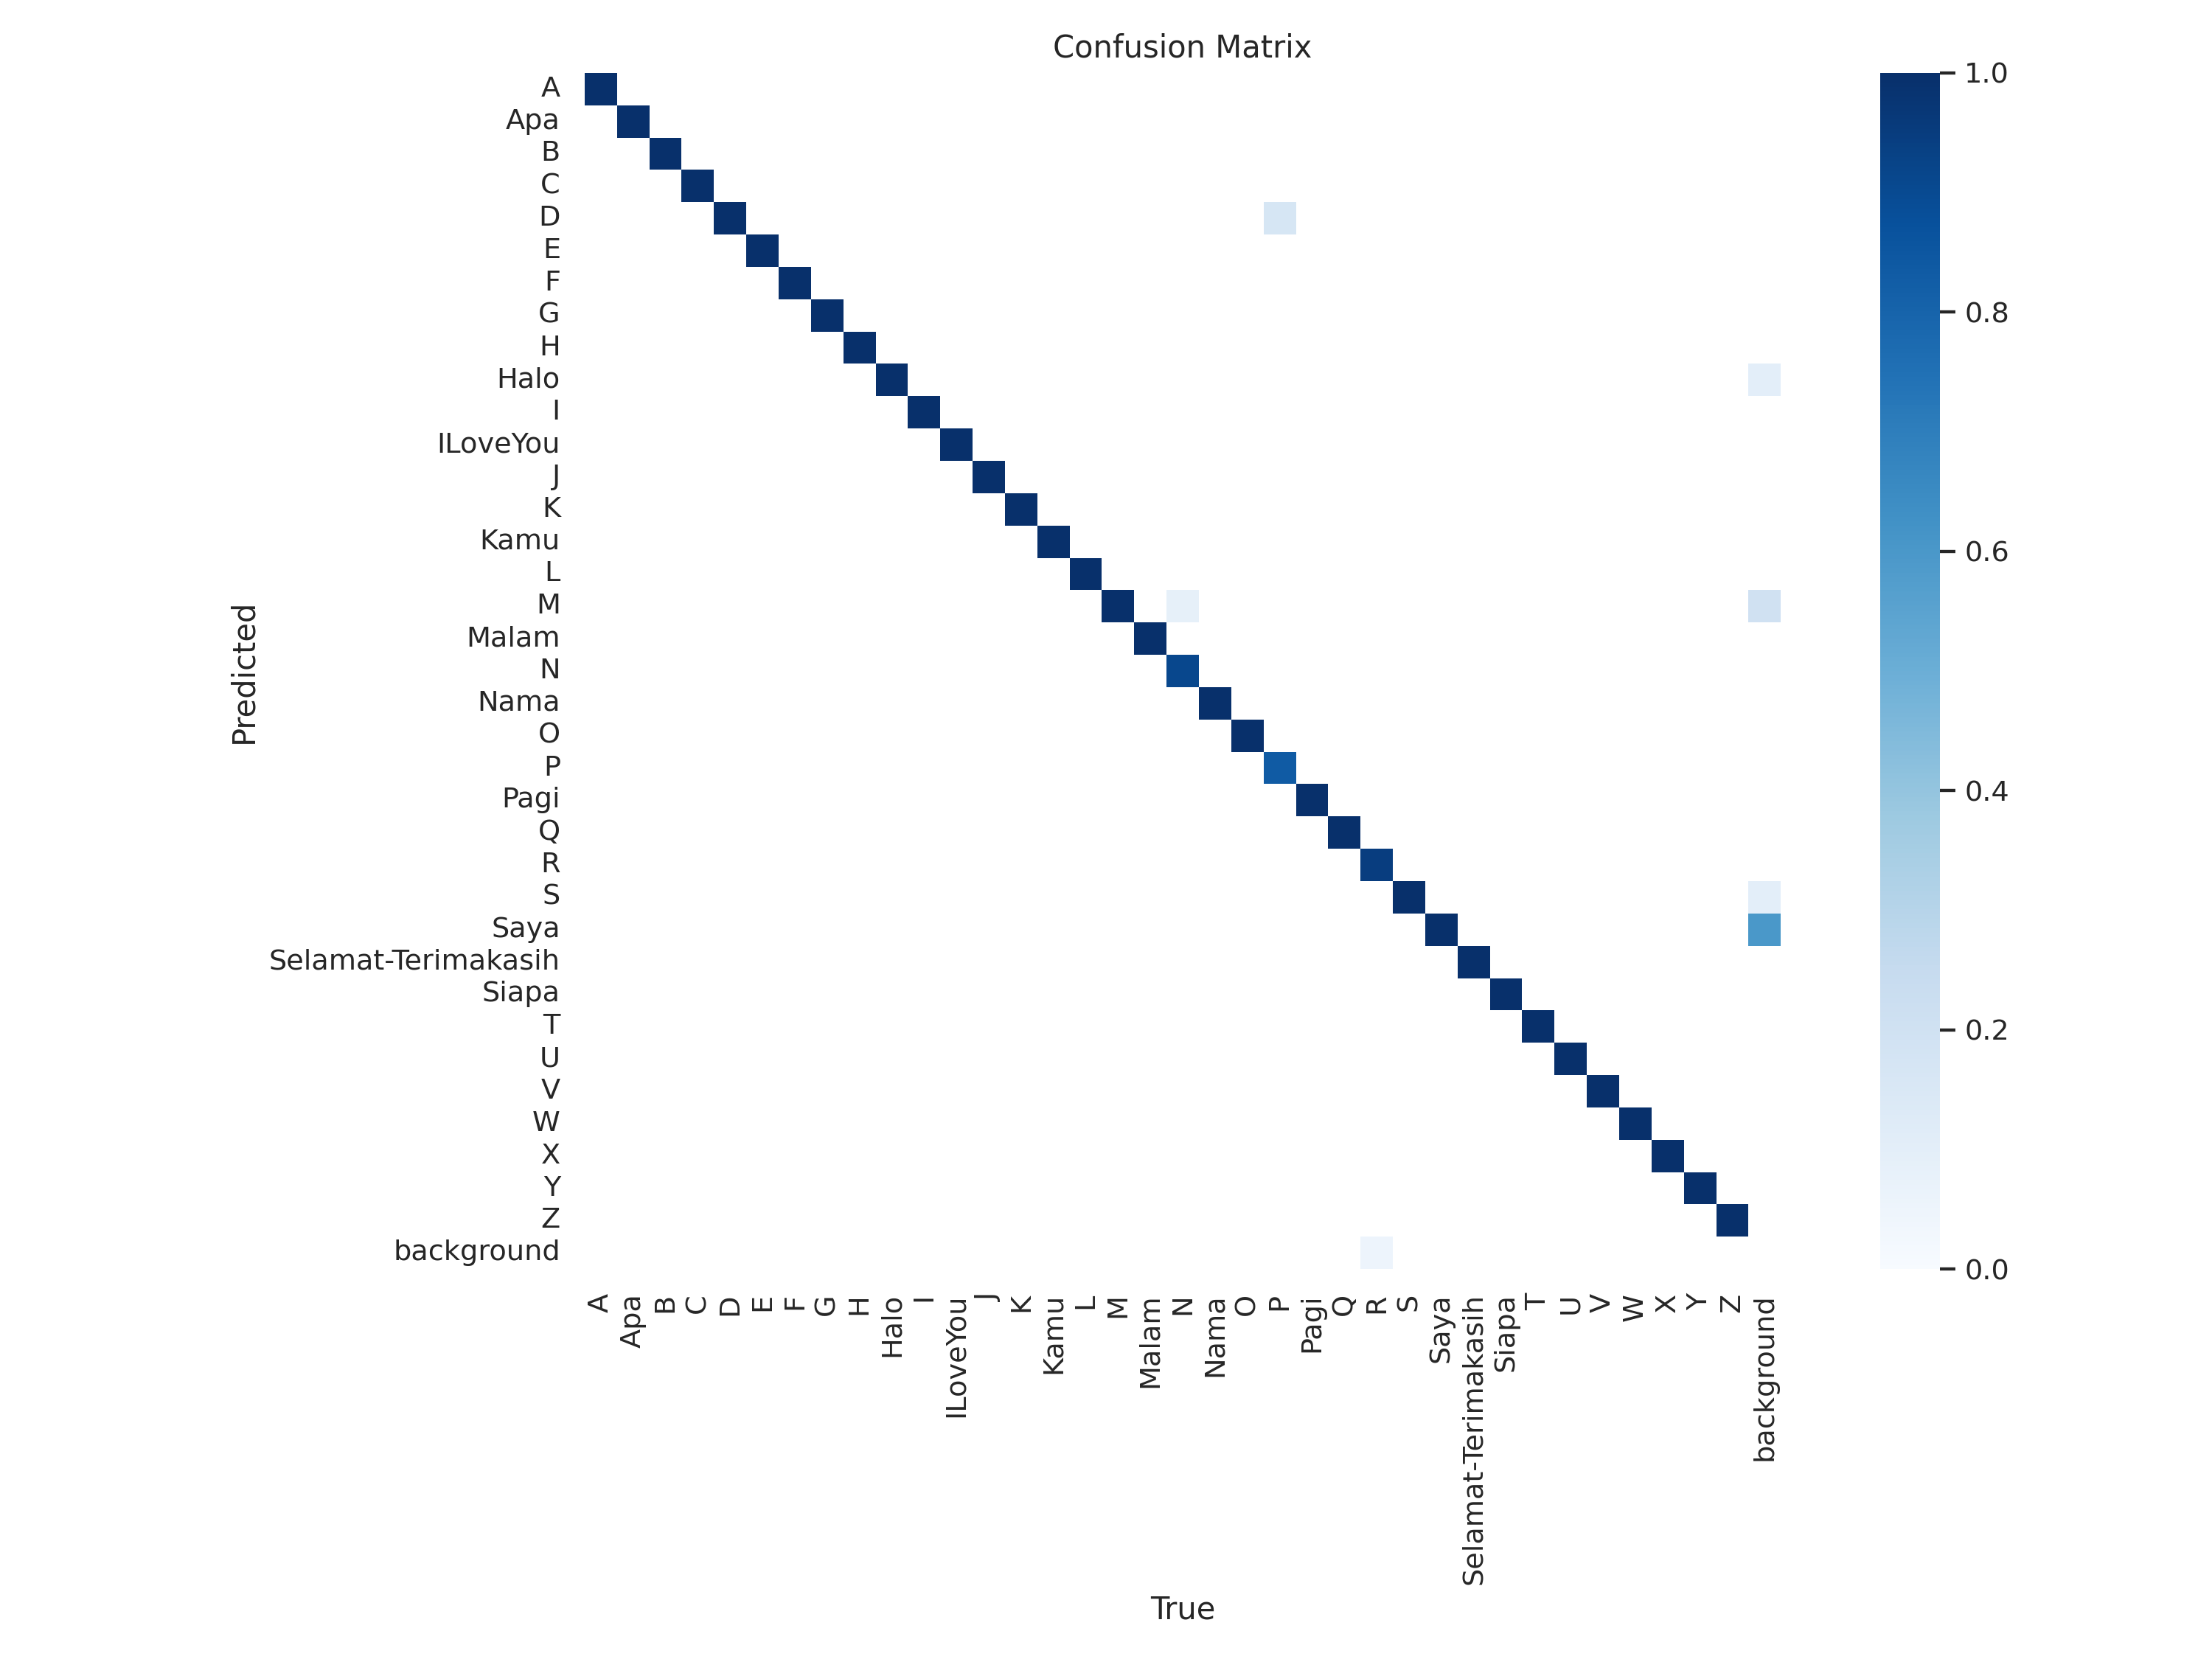 Confusion Matrix
A
Apa
B
C
D
E
F
G
H
Halo
I
ILoveYou
J
K
Kamu
L
M
Malam
N
Nama
O
P
Pagi
Q
R
S
Saya
Selamat-Terimakasih
Siapa
T
U
V
W
X
Y
Z
background
Predicted
A
Apa
B
C
D
E
F
G
H
Halo
I
ILoveYou
J
K
Kamu
L
M
Malam
N
Nama
O
P
Pagi
Q
R
S
Saya
Selamat-Terimakasih
Siapa
T
U
V
W
X
Y
Z
background
True
1.0
0.8
0.6
0.4
0.2
0.0